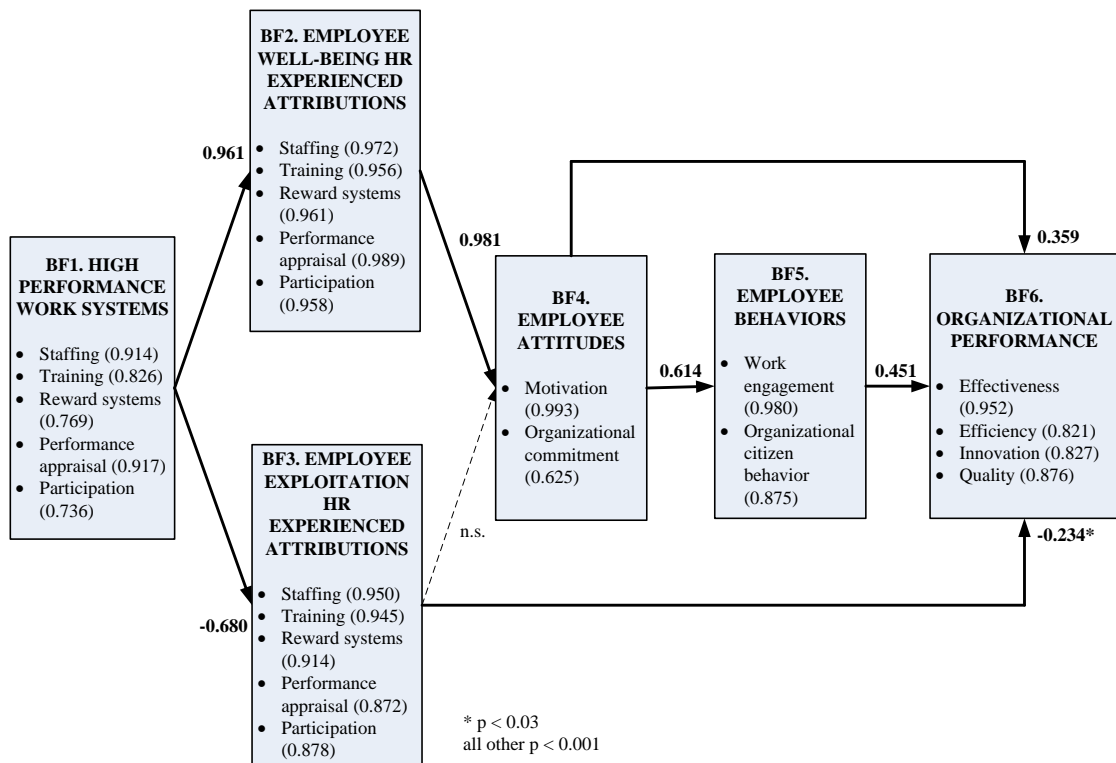 BF1. HIGH
PERFORMANCE
WORK SYSTEMS
• Staffing (0.914)
• Training (0.826)
• Reward systems
(0.769)
• Performance
appraisal (0.917)
• Participation
(0.736)
0.961
-0.680
BF2. EMPLOYEE
WELL-BEING HR
EXPERIENCED
ATTRIBUTIONS
• Staffing (0.972)
• Training (0.956)
• Reward systems
(0.961)
• Performance
appraisal (0.989)
• Participation
(0.958)
BF3. EMPLOYEE
EXPLOITATION
HR
EXPERIENCED
ATTRIBUTIONS
• Staffing (0.950)
• Training (0.945)
• Reward systems
(0.914)
• Performance
appraisal (0.872)
• Participation
(0.878)
0.981
n.s.
BF4.
EMPLOYEE
ATTITUDES
• Motivation
(0.993)
• Organizational
commitment
(0.625)
0.614
BF5.
EMPLOYEE
BEHAVIORS
• Work
engagement
(0.980)
• Organizational
citizen
behavior
(0.875)
0.451
0.359
BF6.
ORGANIZATIONAL
PERFORMANCE
• Effectiveness
(0.952)
• Efficiency (0.821)
• Innovation (0.827)
• Quality (0.876)
-0.234*
* p < 0.03
all other p < 0.001